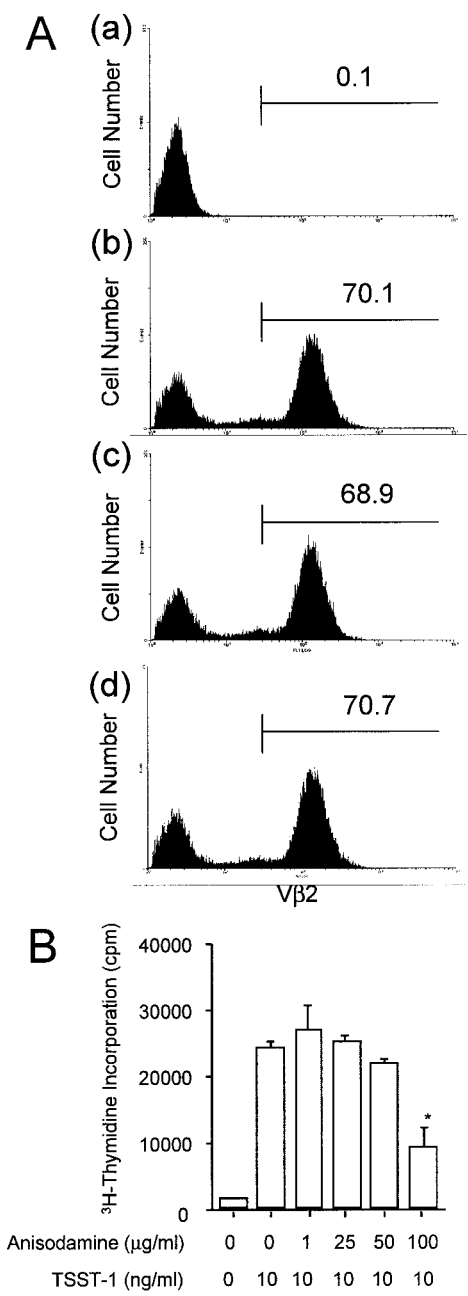 A
(a)
0.1
Cell Number
(b)
70.1
Cell Number
(c)
68.9
Cell Number
(d)
70.7
Cell Number
Vβ2
B
³H-Thymidine Incorporation (cpm)
40000
30000
20000
10000
0
*
Anisodamine (µg/ml) 0 0 1 25 50 100
TSST-1 (ng/ml) 0 10 10 10 10 10